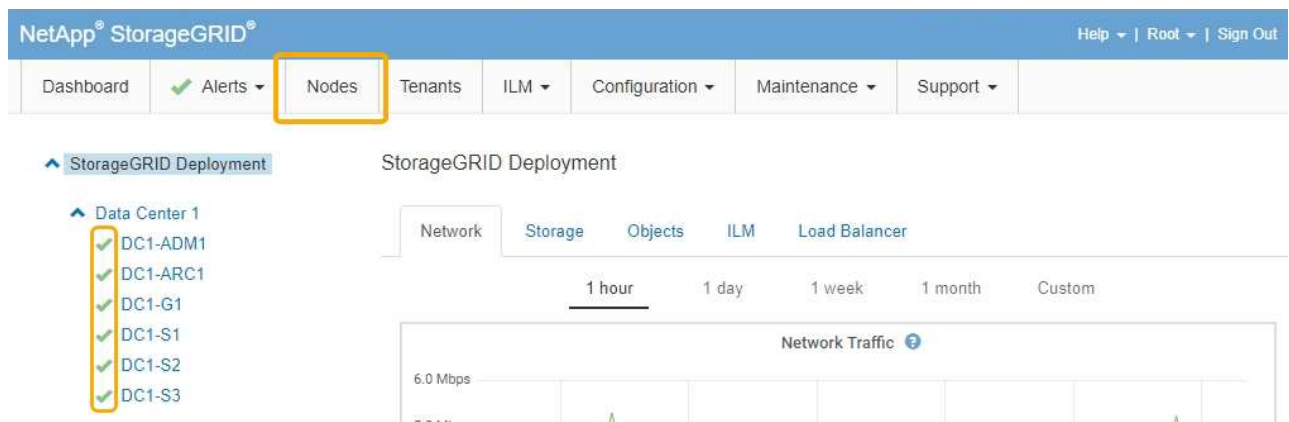 NetApp® StorageGRID®
Help | Root | Sign Out
Dashboard Alerts Nodes Tenants ILM Configuration Maintenance Support
StorageGRID Deployment
StorageGRID Deployment
Data Center 1
Network Storage Objects ILM Load Balancer
DC1-ADM1
DC1-ARC1
DC1-G1
DC1-S1
DC1-S2
DC1-S3
1 hour 1 day 1 week 1 month Custom
Network Traffic
6.0 Mbps